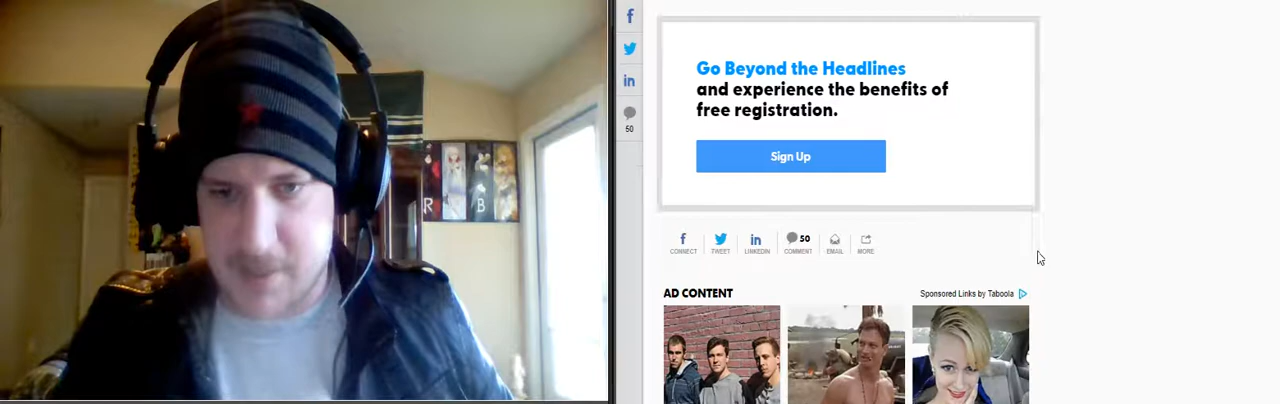 R
B
50
Go Beyond the Headlines
and experience the benefits of
free registration.
Sign Up
50
CONNECT TWEET LINKEDIN COMMENT EMAIL MORE
AD CONTENT
Sponsored Links by Taboola